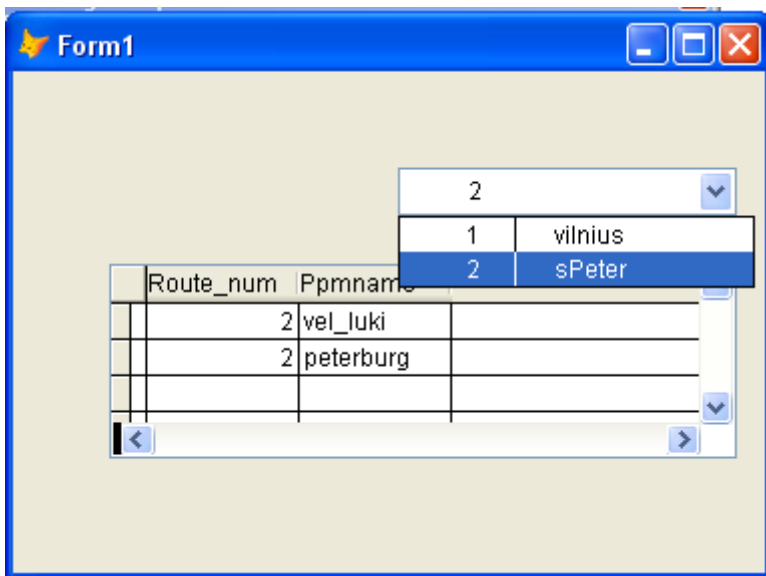 Form1
2
1 vilnius
2 sPeter
Route_num Ppmname
2 vel_luki
2 peterburg